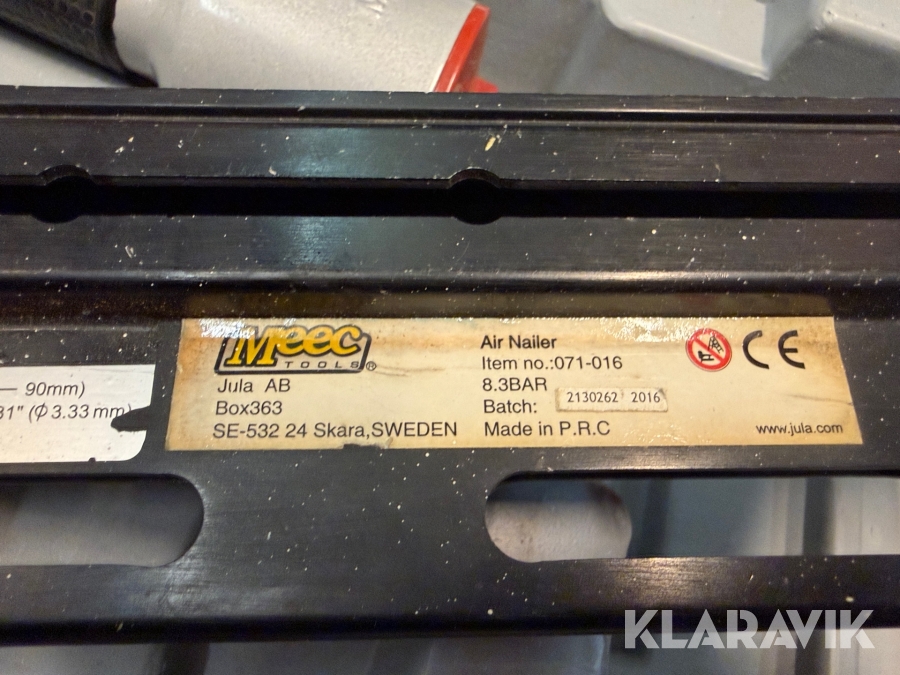 — 90mm)
31" (ϕ 3.33 mm)
Meec
TOOLS®
Jula AB
Box363
SE-532 24 Skara,SWEDEN
Air Nailer
Item no.:071-016
8.3BAR
Batch: 2130262 2016
Made in P.R.C
CE
www.jula.com
KLARAVIK